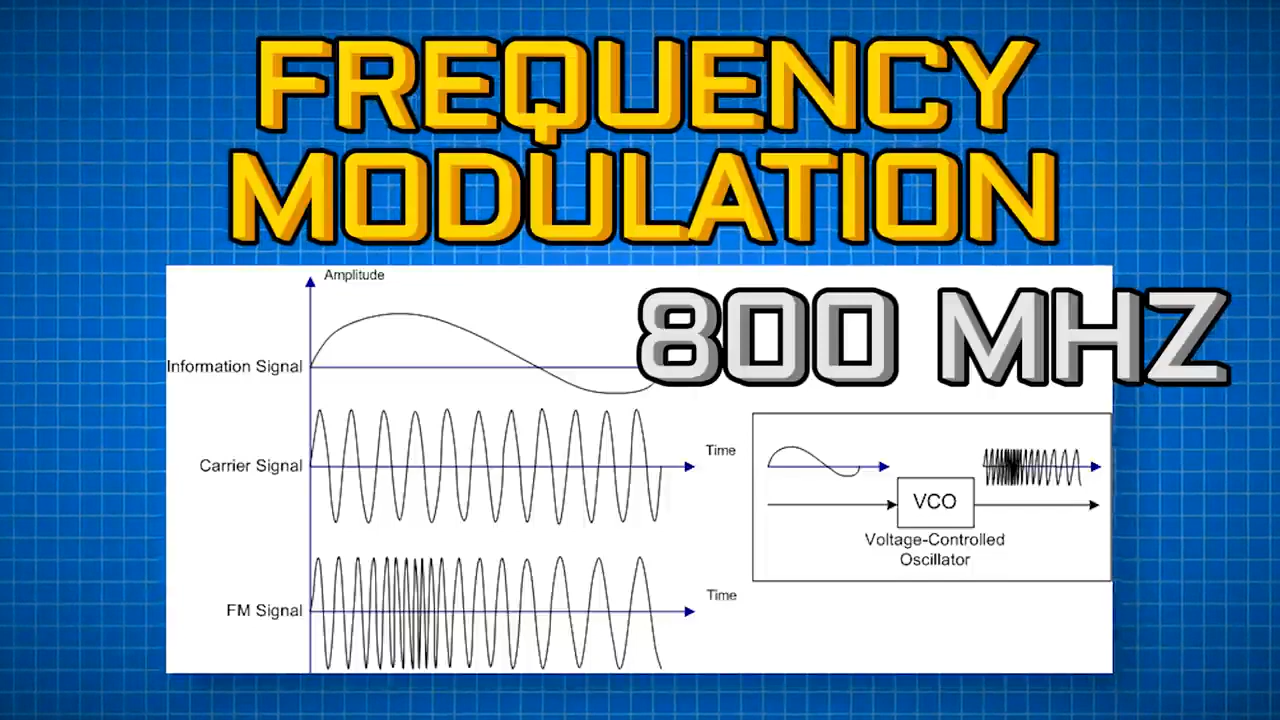 FREQUENCY
MODULATION
Amplitude
800 MHZ
Information Signal
Carrier Signal
Time
VCO
Voltage-Controlled
Oscillator
FM Signal
Time